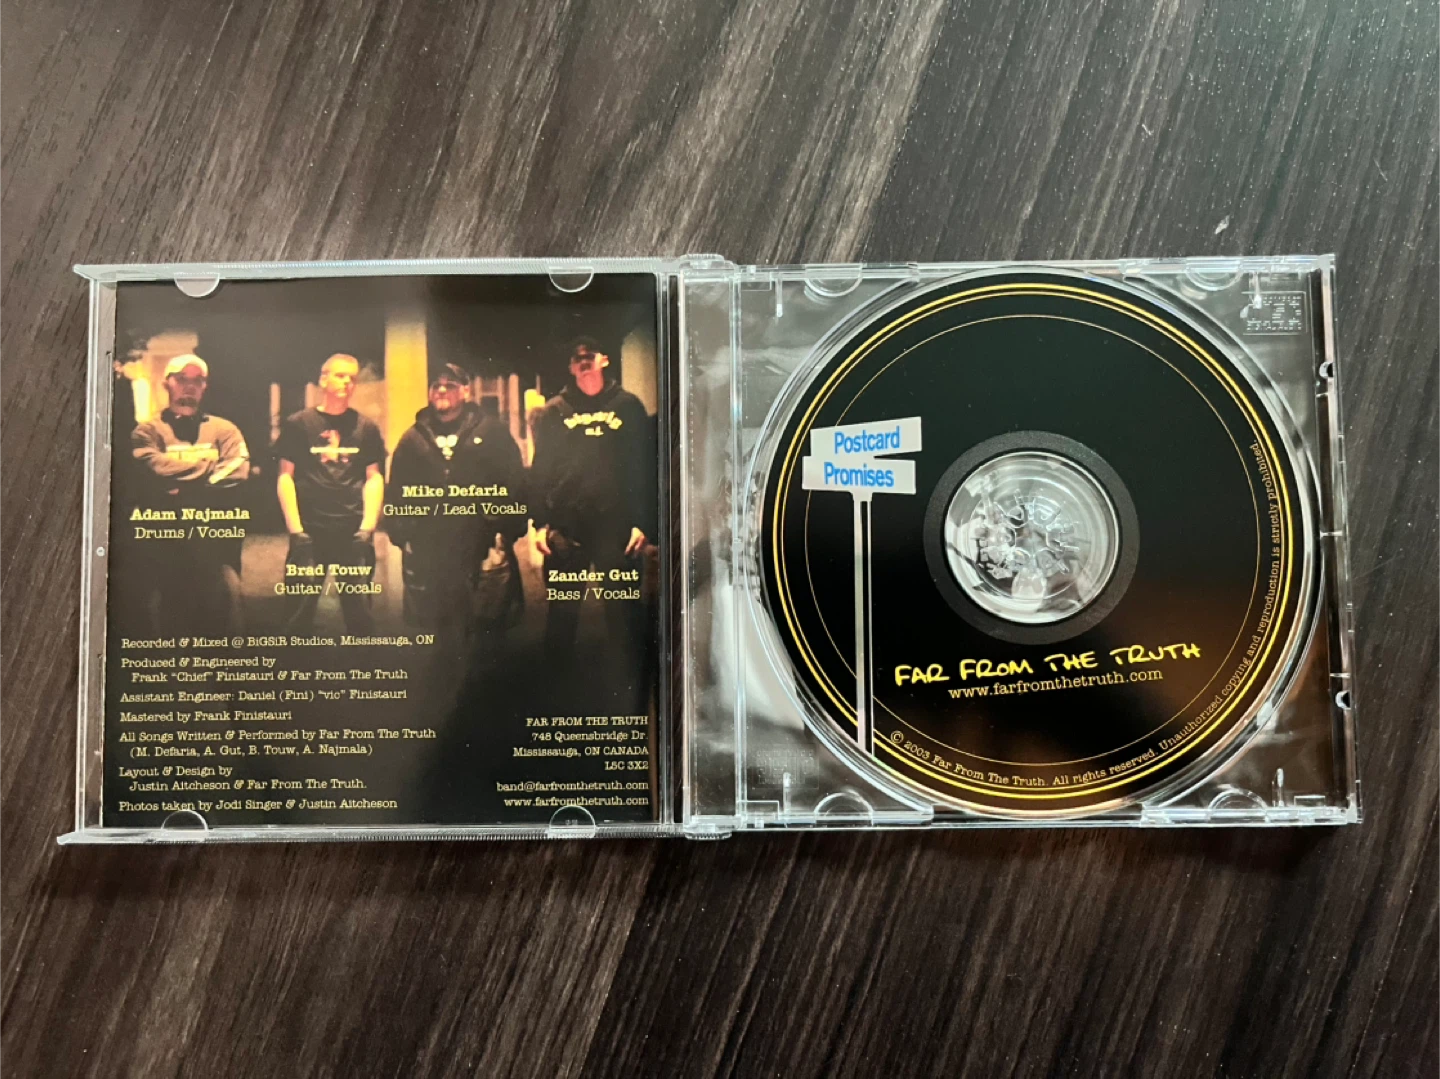 Adam Najmala
Drums / Vocals
Brad Touw
Guitar / Vocals
Mike Defaria
Guitar / Lead Vocals
Zander Gut
Bass / Vocals
Recorded & Mixed @ BiGSiR Studios, Mississauga, ON
Produced & Engineered by
Frank "Chief" Finistauri & Far From The Truth
Assistant Engineer: Daniel (Fini) "vic" Finistauri
Mastered by Frank Finistauri
All Songs Written & Performed by Far From The Truth
(M. Defaria, A. Gut, B. Touw, A. Najmala)
Layout & Design by
Justin Aitcheson & Far From The Truth.
Photos taken by Jodi Singer & Justin Aitcheson
FAR FROM THE TRUTH
748 Queensbridge Dr.
Mississauga, ON CANADA
L5C 3X2
band@farfromthetruth.com
www.farfromthetruth.com
Postcard
Promises
FAR FROM THE TRUTH
www.farfromthetruth.com
© 2003 Far From The Truth. All rights reserved. Unauthorized copying and reproduction is strictly prohibited.